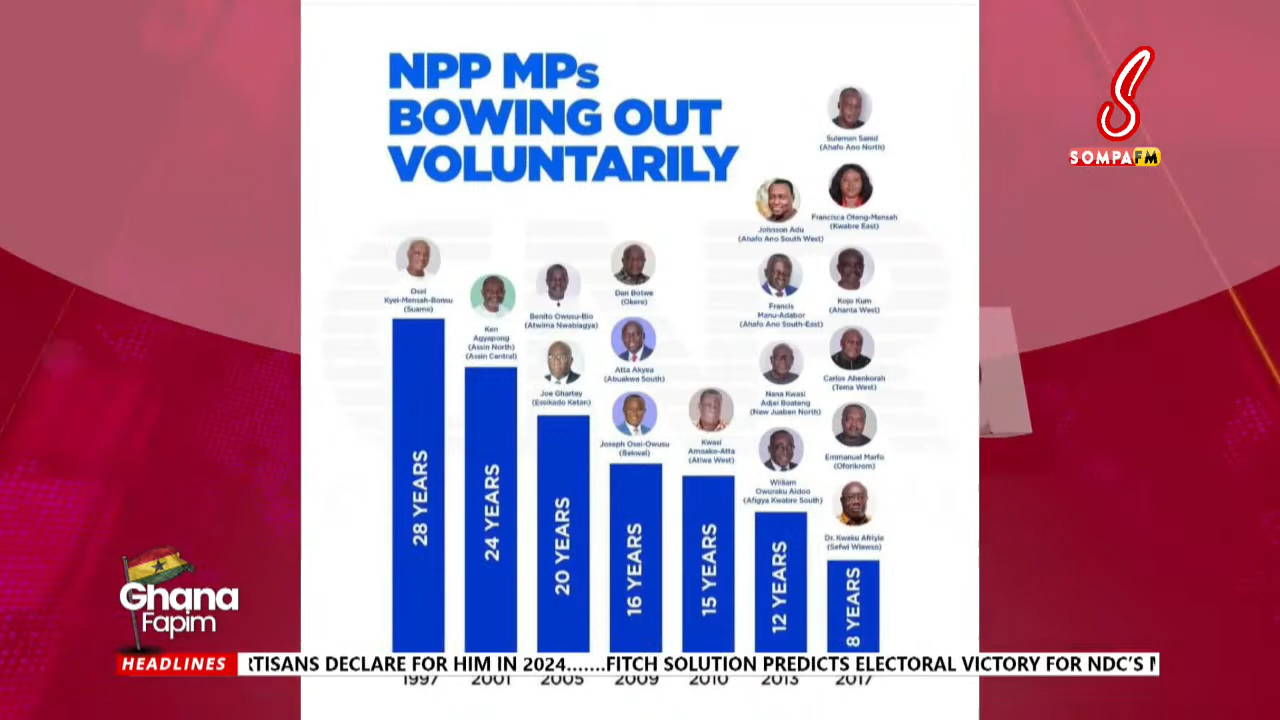 NPP MPs
BOWING OUT
VOLUNTARILY
SOMPA FM
Suleman Sanid
(Ahafo Ano North)
Francisca Oteng-Mensah
(Kwabre East)
Johnson Adu
(Ahafo Ano South West)
Osei
Kyei-Mensah-Bonsu
(Suame)
Ken
Agyapong
(Assin North)
(Assin Central)
Benito Owusu-Bio
(Atwima Nwabiagya)
Joe Ghartey
(Essikado Ketan)
Dan Botwe
(Okere)
Atta Akyea
(Abuakwa South)
Joseph Osei-Owusu
(Bekwai)
Kwasi
Amoako-Atta
(Atiwa West)
Francis
Manu-Adabor
(Ahafo Ano South-East)
Nana Kwasi
Adjei Boateng
(New Juaben North)
William
Owuraku Aidoo
(Afigya Kwabre South)
Kojo Kum
(Ahanta West)
Carlos Ahenkorah
(Tema West)
Emmanuel Marfo
(Oforikrom)
Dr. Kwaku Afriyie
(Sefwi Wiawso)
28 YEARS
24 YEARS
20 YEARS
16 YEARS
15 YEARS
12 YEARS
8 YEARS
Ghana
Fapim
HEADLINES
RTISANS DECLARE FOR HIM IN 2024.......FITCH SOLUTION PREDICTS ELECTORAL VICTORY FOR NDC'S
1997 2001 2005 2009 2010 2013 2017